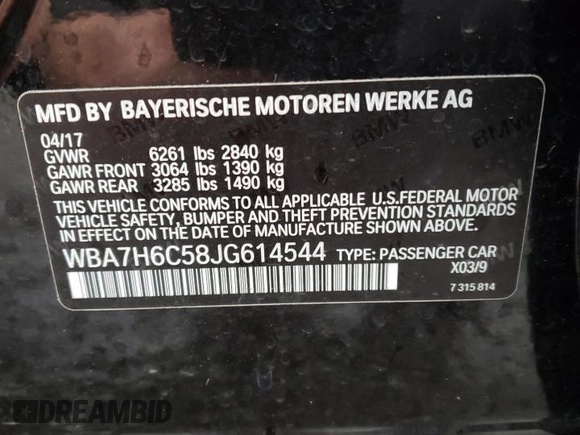 MFD BY BAYERISCHE MOTOREN WERKE AG
04/17
GVWR 6261 lbs 2840 kg
GAWR FRONT 3064 lbs 1390 kg
GAWR REAR 3285 lbs 1490 kg
THIS VEHICLE CONFORMS TO ALL APPLICABLE U.S.FEDERAL MOTOR
VEHICLE SAFETY, BUMPER AND THEFT PREVENTION STANDARDS
IN EFFECT ON THE DATE OF MANUFACTURE SHOWN ABOVE.
WBA7H6C58JG614544 TYPE: PASSENGER CAR
X03/9
7 315 814
DREAMBID